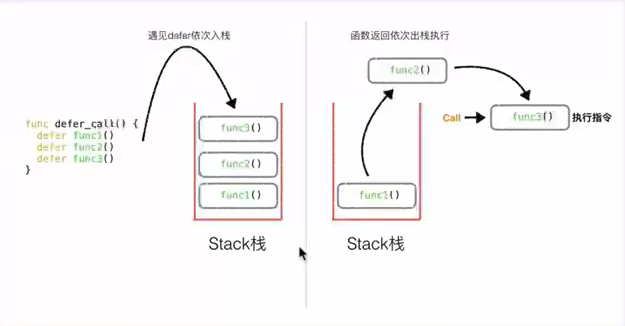 遇见defer依次入栈
func defer_call() {
defer func1()
defer func2()
defer func3()
}
func3()
func2()
func1()
Stack栈
函数返回依次出栈执行
func2()
Call
func3()
执行指令
func1()
Stack栈